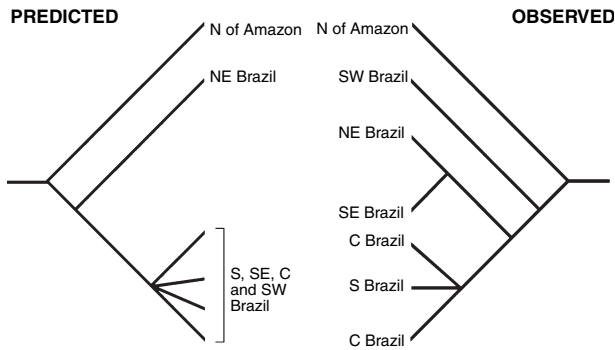 PREDICTED
N of Amazon
NE Brazil
S, SE, C
and SW
Brazil
OBSERVED
N of Amazon
SW Brazil
NE Brazil
SE Brazil
C Brazil
S Brazil
C Brazil